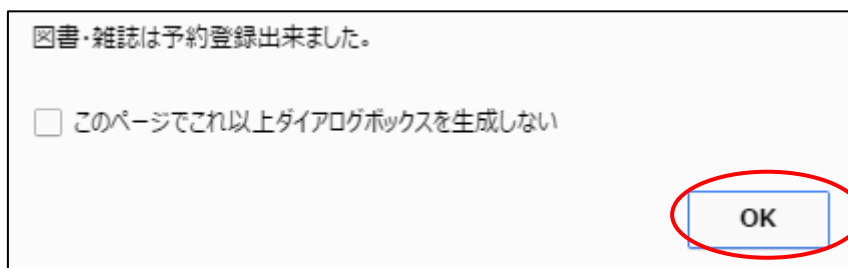 図書・雑誌は予約登録出来ました。
このページでこれ以上ダイアログボックスを生成しない
OK